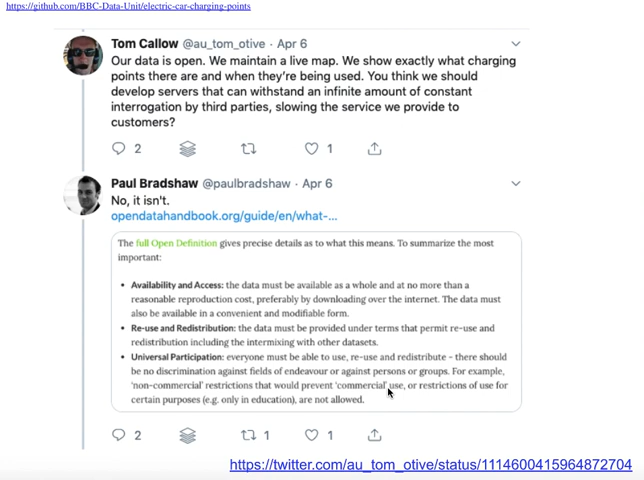 https://github.com/BBC-Data-Unit/electric-car-charging-points
Tom Callow @au_tom_otive · Apr 6
Our data is open. We maintain a live map. We show exactly what charging
points there are and when they're being used. You think we should
develop servers that can withstand an infinite amount of constant
interrogation by third parties, slowing the service we provide to
customers?
2
1
Paul Bradshaw @paulbradshaw · Apr 6
No, it isn't.
opendatahandbook.org/guide/en/what-...
The full Open Definition gives precise details as to what this means. To summarize the most
important:
• Availability and Access: the data must be available as a whole and at no more than a
reasonable reproduction cost, preferably by downloading over the internet. The data must
also be available in a convenient and modifiable form.
• Re-use and Redistribution: the data must be provided under terms that permit re-use and
redistribution including the intermixing with other datasets.
• Universal Participation: everyone must be able to use, re-use and redistribute – there should
be no discrimination against fields of endeavour or against persons or groups. For example,
'non-commercial' restrictions that would prevent 'commercial' use, or restrictions of use for
certain purposes (e.g. only in education), are not allowed.
2
1
1
https://twitter.com/au_tom_otive/status/1114600415964872704